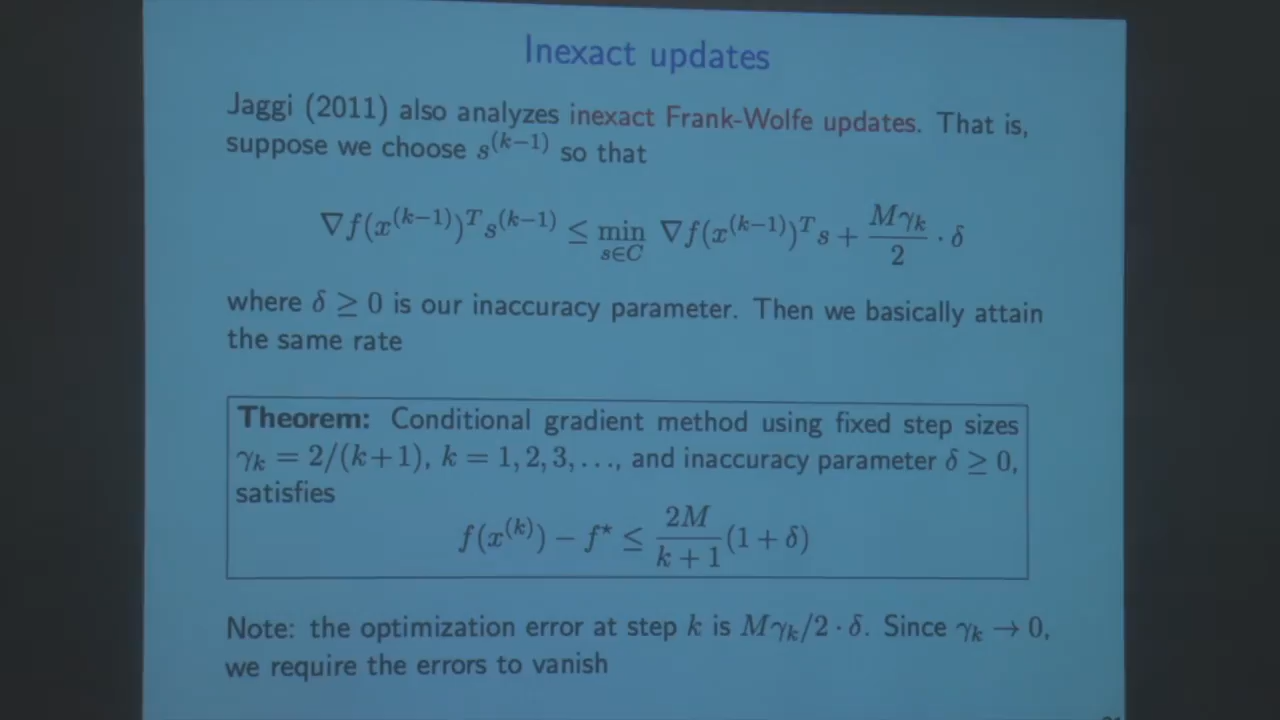 Inexact updates
Jaggi (2011) also analyzes inexact Frank-Wolfe updates. That is,
suppose we choose s^{(k−1)} so that
∇f(x^{(k−1)})^T s^{(k−1)} ≤ min_{s∈C} ∇f(x^{(k−1)})^T s + \frac{Mγ_k}{2} · δ
where δ ≥ 0 is our inaccuracy parameter. Then we basically attain
the same rate
Theorem: Conditional gradient method using fixed step sizes
γ_k = 2/(k+1), k = 1, 2, 3, . . ., and inaccuracy parameter δ ≥ 0,
satisfies
f(x^{(k)}) − f^⋆ ≤ \frac{2M}{k + 1}(1 + δ)
Note: the optimization error at step k is Mγ_k/2 · δ. Since γ_k → 0,
we require the errors to vanish